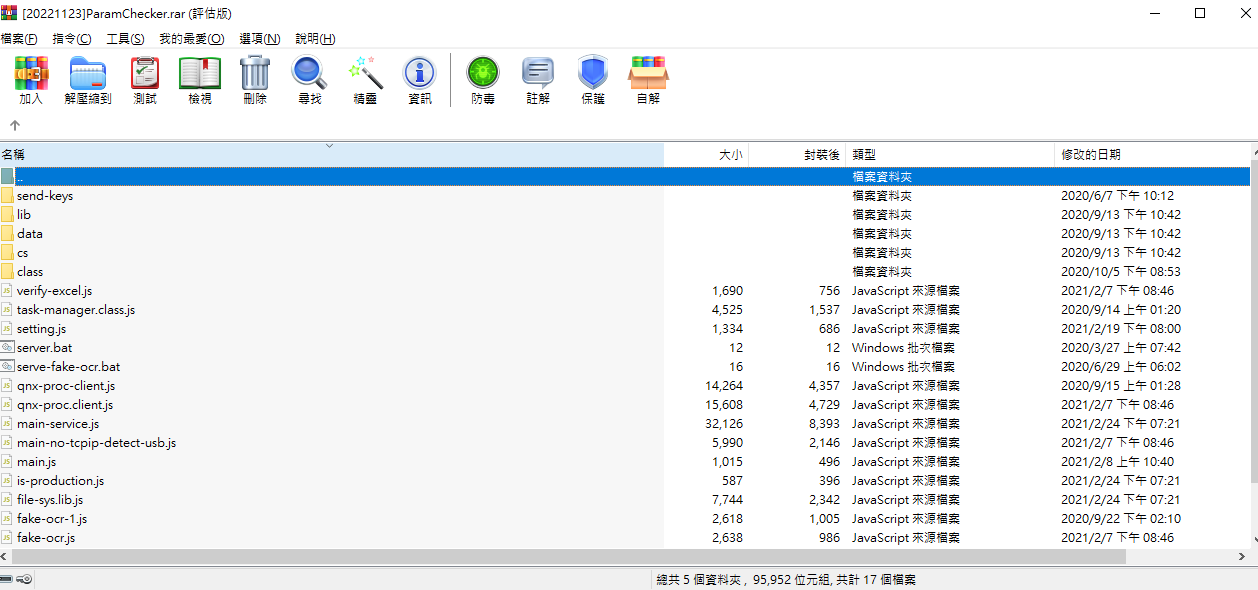 [20221123]ParamChecker.rar (評估版)
檔案(F) 指令(C) 工具(S) 我的最愛(O) 選項(N) 說明(H)
加入 解壓縮到 測試 檢視 刪除 尋找 精靈 資訊 防毒 註解 保護 自解
名稱 大小 封裝後 類型 修改的日期
.. 檔案資料夾
send-keys 檔案資料夾 2020/6/7 下午 10:12
lib 檔案資料夾 2020/9/13 下午 10:42
data 檔案資料夾 2020/9/13 下午 10:42
cs 檔案資料夾 2020/9/13 下午 10:42
class 檔案資料夾 2020/10/5 下午 08:53
verify-excel.js 1,690 756 JavaScript 來源檔案 2021/2/7 下午 08:46
task-manager.class.js 4,525 1,537 JavaScript 來源檔案 2020/9/14 上午 01:20
setting.js 1,334 686 JavaScript 來源檔案 2021/2/19 下午 08:00
server.bat 12 12 Windows 批次檔案 2020/3/27 上午 07:42
serve-fake-ocr.bat 16 16 Windows 批次檔案 2020/6/29 上午 06:02
qnx-proc-client.js 14,264 4,357 JavaScript 來源檔案 2020/9/15 上午 01:28
qnx-proc.client.js 15,608 4,729 JavaScript 來源檔案 2021/2/7 下午 08:46
main-service.js 32,126 8,393 JavaScript 來源檔案 2021/2/24 下午 07:21
main-no-tcpip-detect-usb.js 5,990 2,146 JavaScript 來源檔案 2021/2/7 下午 08:46
main.js 1,015 496 JavaScript 來源檔案 2021/2/8 上午 10:40
is-production.js 587 396 JavaScript 來源檔案 2021/2/24 下午 07:21
file-sys.lib.js 7,744 2,342 JavaScript 來源檔案 2021/2/24 下午 07:21
fake-ocr-1.js 2,618 1,005 JavaScript 來源檔案 2020/9/22 下午 02:10
fake-ocr.js 2,638 986 JavaScript 來源檔案 2021/2/7 下午 08:46
總共 5 個資料夾 , 95,952 位元組, 共計 17 個檔案